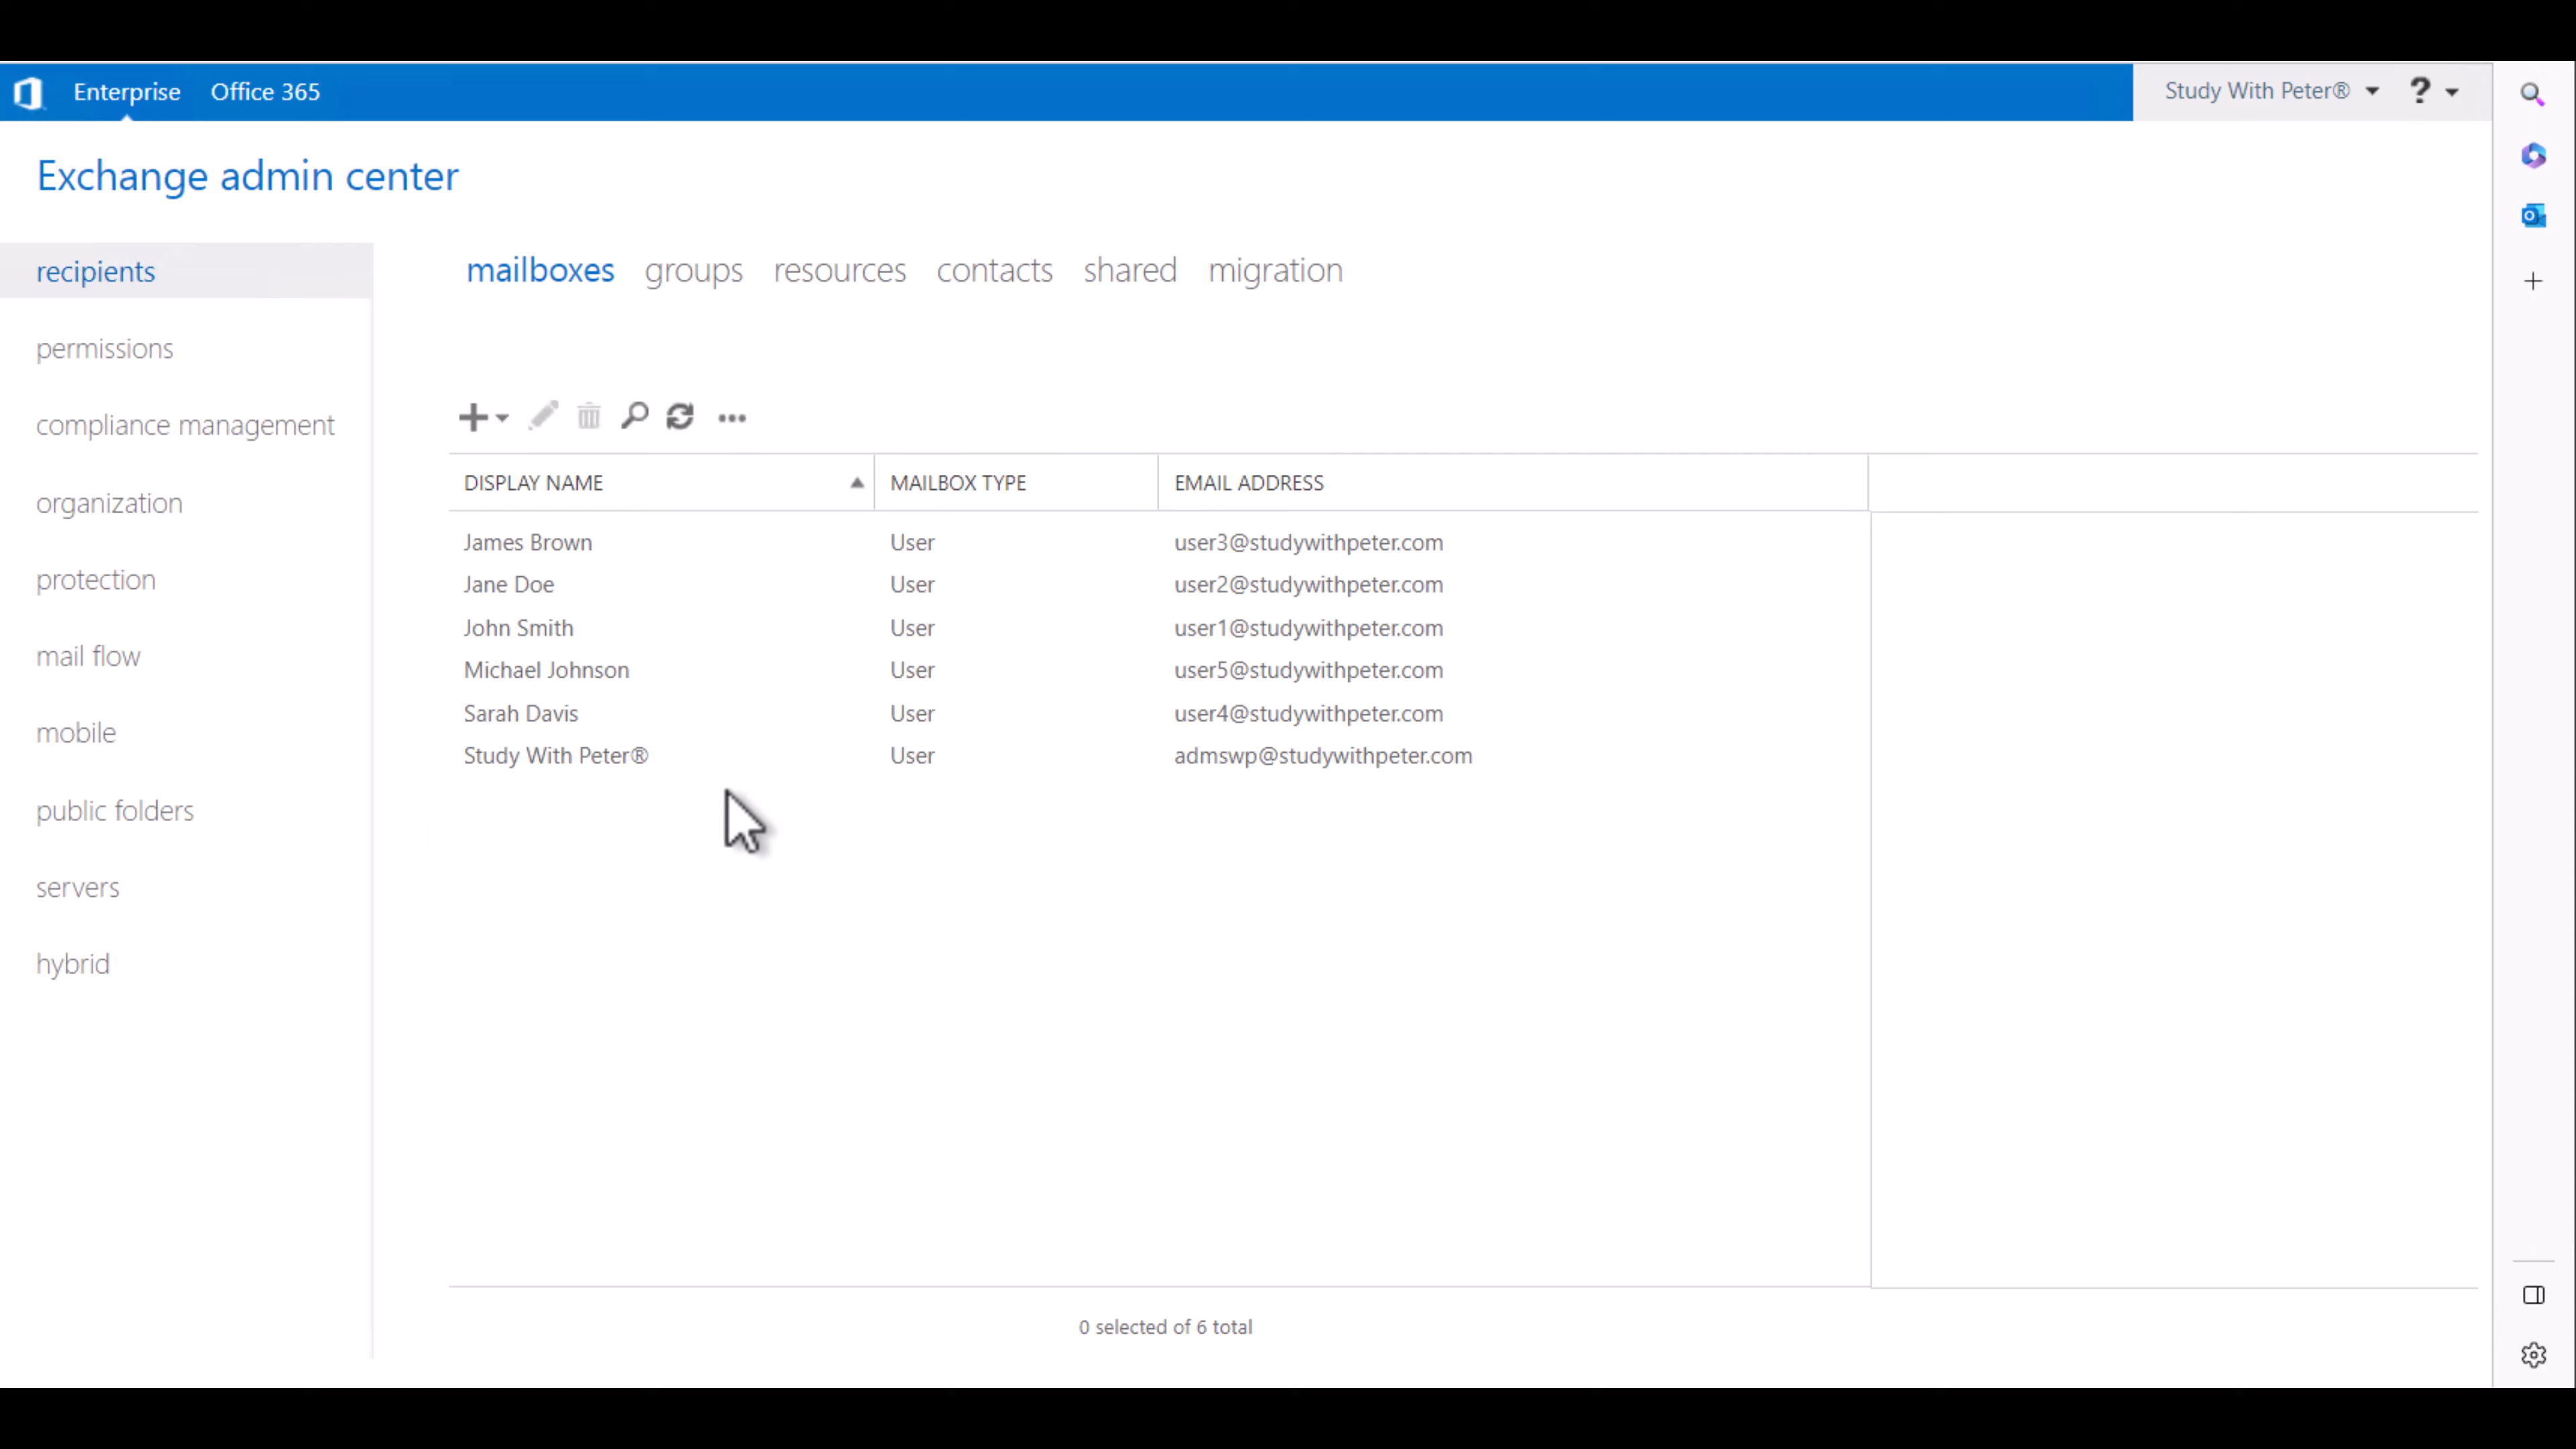 Enterprise Office 365 Study With Peter® ?
Exchange admin center
recipients
permissions
compliance management
organization
protection
mail flow
mobile
public folders
servers
hybrid
mailboxes groups resources contacts shared migration
DISPLAY NAME MAILBOX TYPE EMAIL ADDRESS
James Brown User user3@studywithpeter.com
Jane Doe User user2@studywithpeter.com
John Smith User user1@studywithpeter.com
Michael Johnson User user5@studywithpeter.com
Sarah Davis User user4@studywithpeter.com
Study With Peter® User admswp@studywithpeter.com
0 selected of 6 total